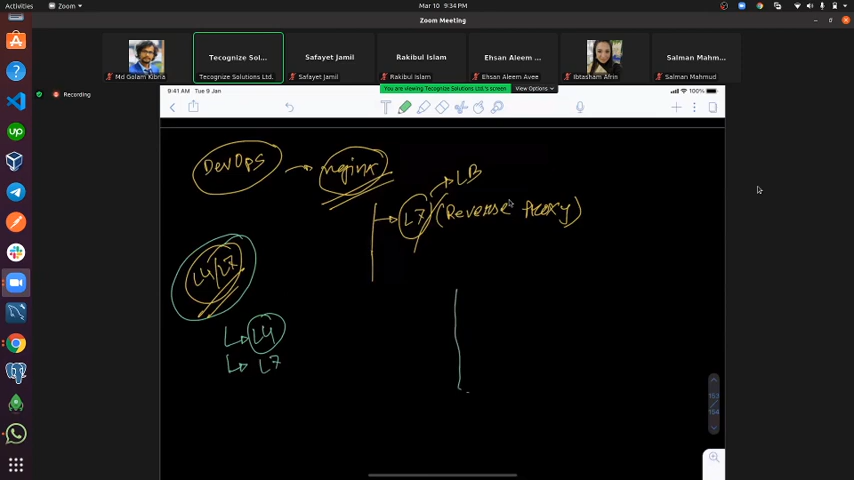 Activities
Zoom
Mar 10 9:34 PM
100%
Zoom Meeting
Tecognize Sol...
Safayet Jamil
Rakibul Islam
Ehsan Aleem ...
Salman Mahm...
Md Golam Kibria
Tecognize Solutions Ltd.
Safayet Jamil
Rakibul Islam
Ehsan Aleem Avee
Ibtasham Afrin
Salman Mahmud
Recording
You are viewing Tecognize Solutions Ltd.'s screen
View Options
9:41 AM Tue 9 Jan
100%
DevOps
nginx
LB
L7 (Reverse Proxy)
L4/L7
L4
L7
153
154